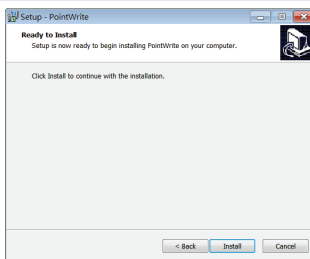 Setup - PointWrite
Ready to Install
Setup is now ready to begin installing PointWrite on your computer.
Click Install to continue with the installation.
< Back Install Cancel